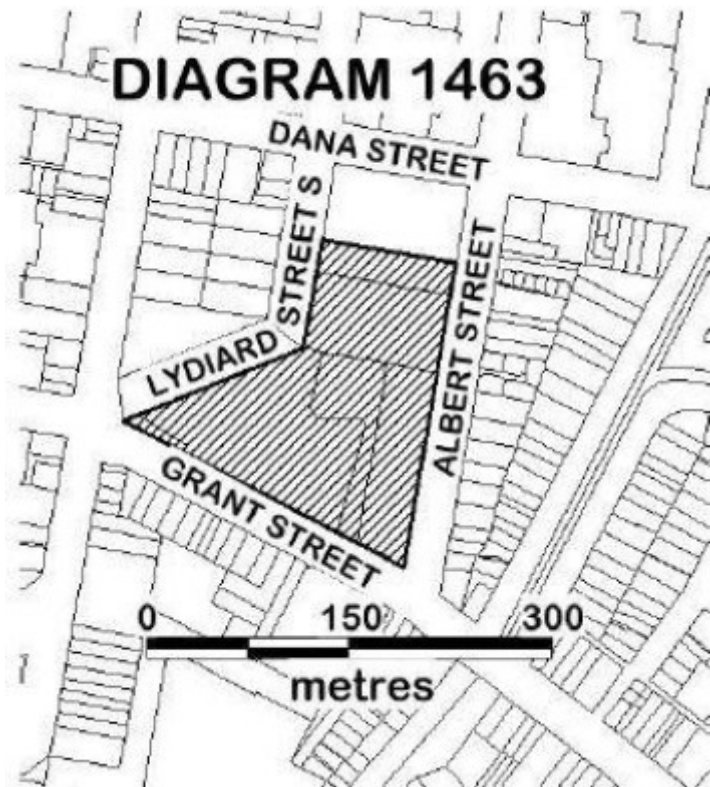 DIAGRAM 1463
DANA STREET
LYDIARD STREET S
ALBERT STREET
GRANT STREET
0 150 300
metres